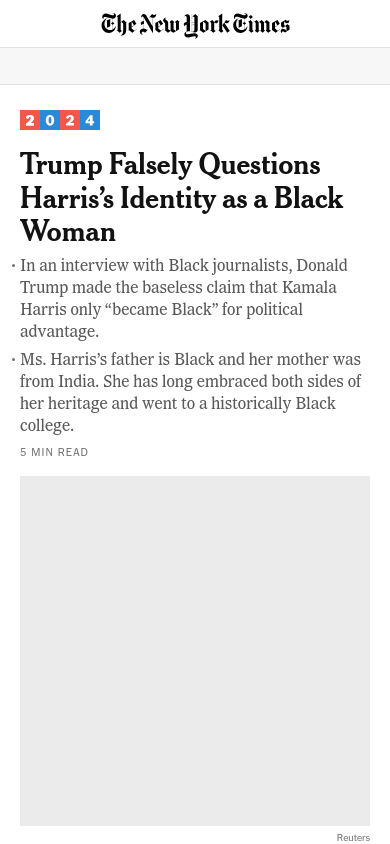 The New York Times
2024
Trump Falsely Questions
Harris’s Identity as a Black
Woman
• In an interview with Black journalists, Donald
Trump made the baseless claim that Kamala
Harris only “became Black” for political
advantage.
• Ms. Harris’s father is Black and her mother was
from India. She has long embraced both sides of
her heritage and went to a historically Black
college.
5 MIN READ
Reuters